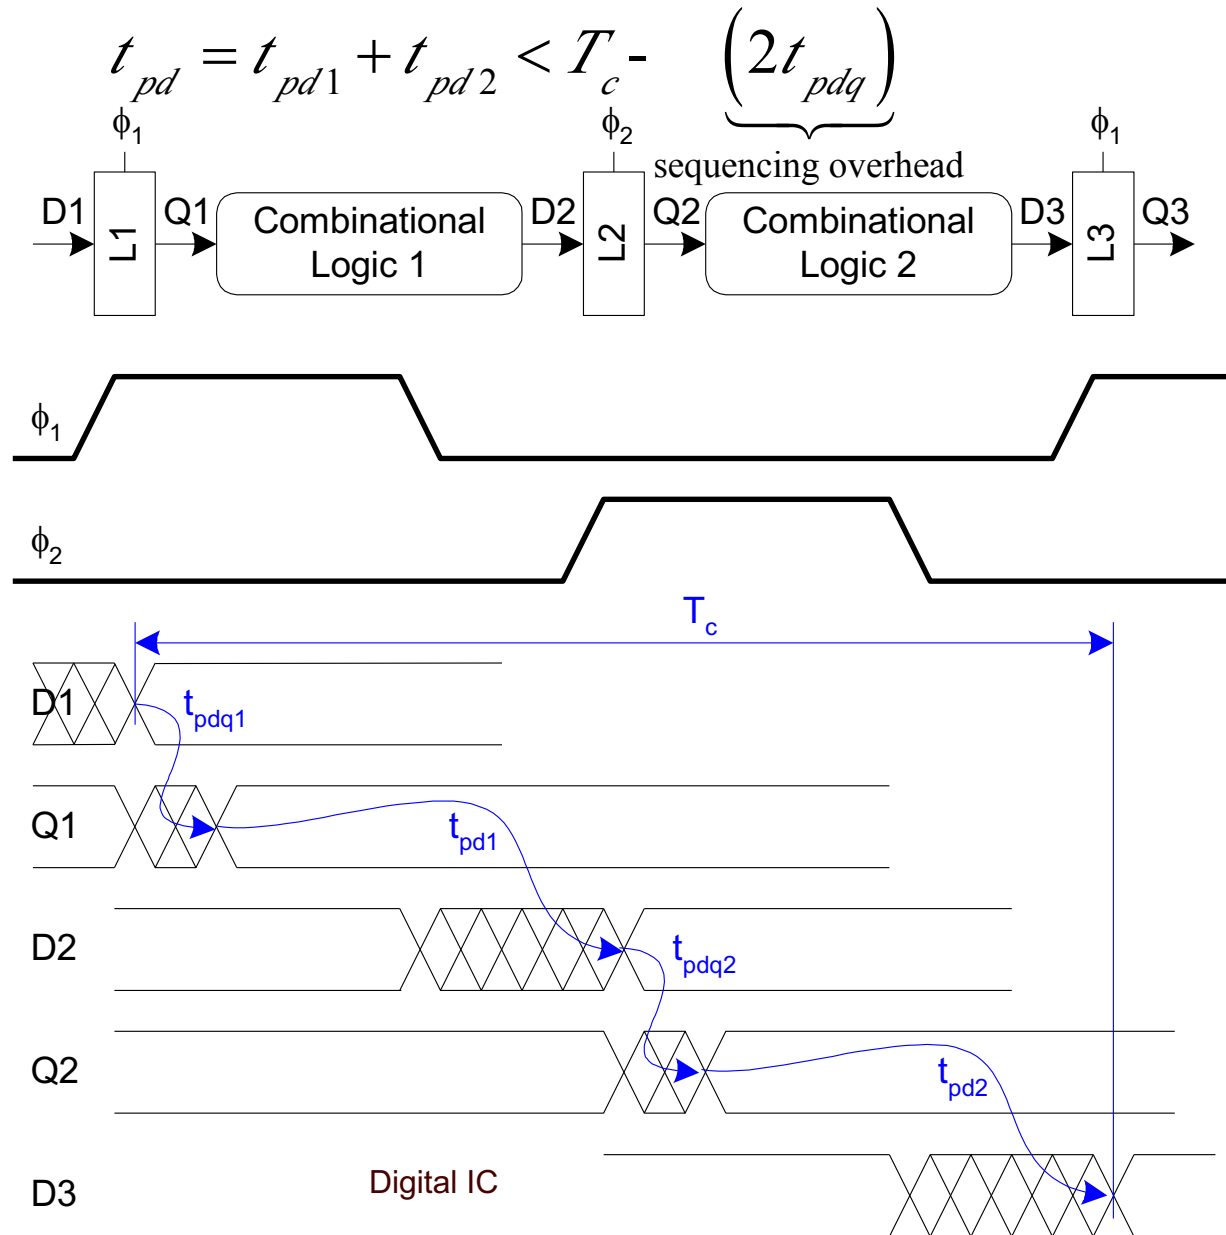 t_pd = t_pd1 + t_pd2 < T_c - (2t_pdq)
ϕ1 ϕ2 ϕ1
sequencing overhead
D1 L1 Q1 Combinational Logic 1 D2 L2 Q2 Combinational Logic 2 D3 L3 Q3
ϕ1
ϕ2
T_c
D1
t_pdq1
Q1
t_pd1
D2
t_pdq2
Q2
t_pd2
D3
Digital IC